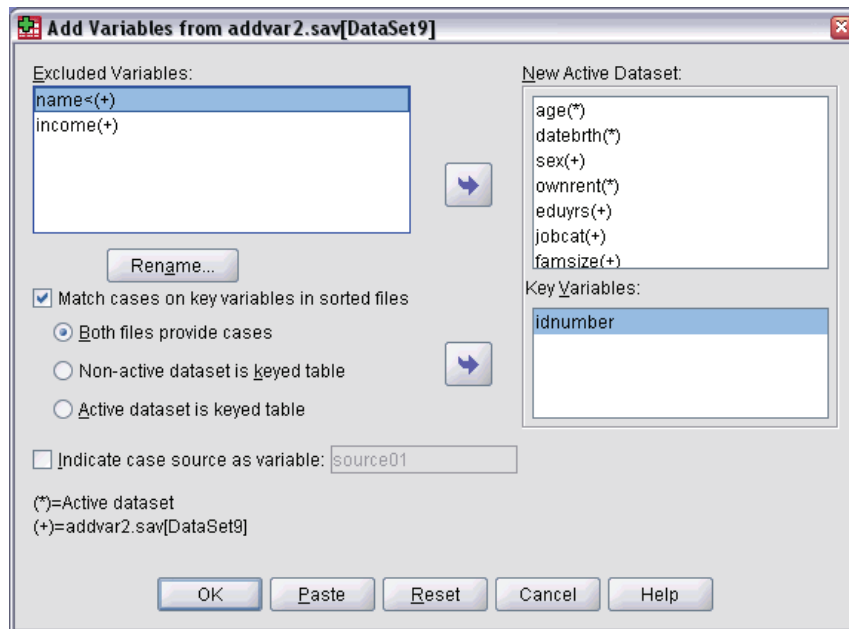 Add Variables from addvar2.sav[DataSet9]
Excluded Variables:
name<(+)
income(+)
Rename...
New Active Dataset:
age(*)
datebrth(*)
sex(+)
ownrent(*)
eduyrs(+)
jobcat(+)
famsize(+)
Match cases on key variables in sorted files
Both files provide cases
Non-active dataset is keyed table
Active dataset is keyed table
Key Variables:
idnumber
Indicate case source as variable: source01
(*)=Active dataset
(+)=addvar2.sav[DataSet9]
OK Paste Reset Cancel Help